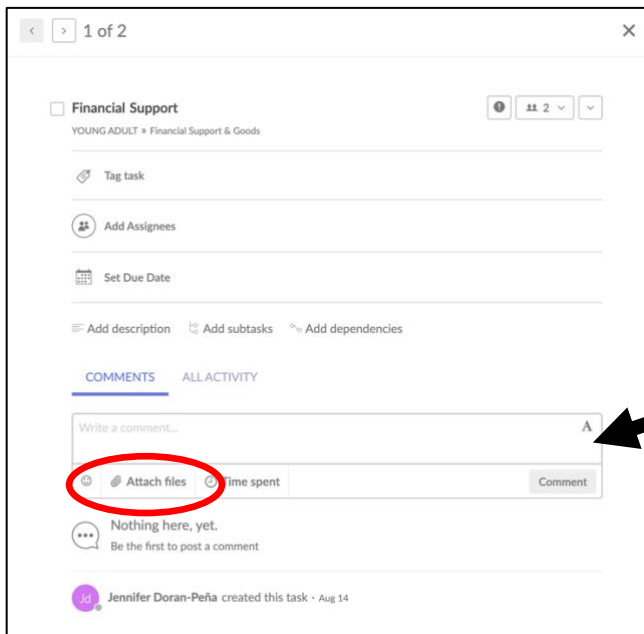 1 of 2
Financial Support
2
YOUNG ADULT » Financial Support & Goods
Tag task
Add Assignees
Set Due Date
Add description Add subtasks Add dependencies
COMMENTS ALL ACTIVITY
Write a comment...
A
Attach files Time spent Comment
Nothing here, yet.
Be the first to post a comment
Jd Jennifer Doran-Peña created this task · Aug 14